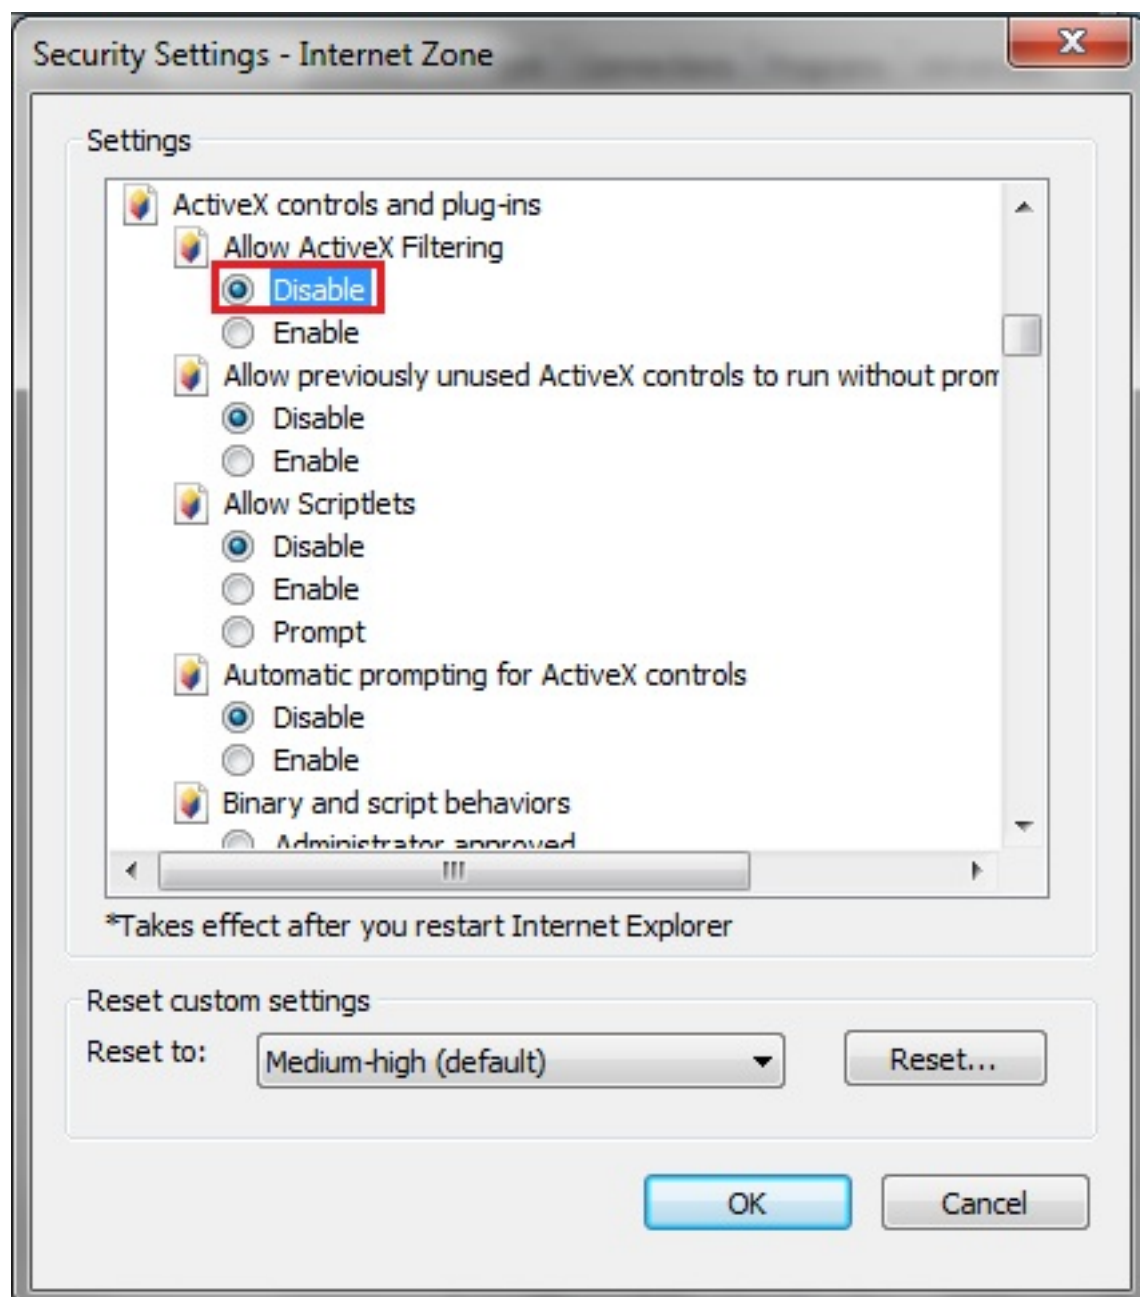 Security Settings - Internet Zone
Settings
ActiveX controls and plug-ins
Allow ActiveX Filtering
Disable
Enable
Allow previously unused ActiveX controls to run without prom
Disable
Enable
Allow Scriptlets
Disable
Enable
Prompt
Automatic prompting for ActiveX controls
Disable
Enable
Binary and script behaviors
Administrator approved
*Takes effect after you restart Internet Explorer
Reset custom settings
Reset to: Medium-high (default) Reset...
OK Cancel